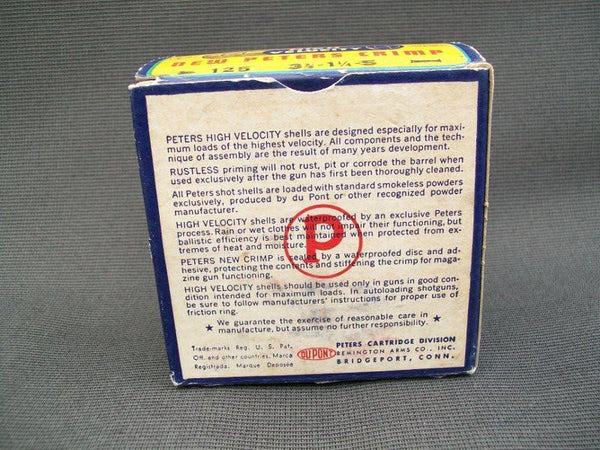 NEW PETERS CRIMP
125 3¾-1¼-5
PETERS HIGH VELOCITY shells are designed especially for maxi-
mum loads of the highest velocity. All components and the tech-
nique of assembly are the result of many years development.
RUSTLESS priming will not rust, pit or corrode the barrel when
used exclusively after the gun has first been thoroughly cleaned.
All Peters shot shells are loaded with standard smokeless powders
exclusively, produced by du Pont or other recognized powder
manufacturer.
HIGH VELOCITY shells are waterproofed by an exclusive Peters
process. Rain or wet clothes will not impair their functioning, but
ballistic efficiency is best maintained when protected from ex-
tremes of heat and moisture.
P
PETERS NEW CRIMP is sealed by a waterproofed disc and ad-
hesive, protecting the contents and stiffening the crimp for maga-
zine gun functioning.
HIGH VELOCITY shells should be used only in guns in good con-
dition intended for maximum loads. In autoloading shotguns,
be sure to follow manufacturers' instructions for proper use of
friction ring.
★ We guarantee the exercise of reasonable care in ★
manufacture, but assume no further responsibility.
Trade-marks Reg. U. S. Pat.
Off. and other countries, Marca
Registrada. Marque Deposée
DU PONT
PETERS CARTRIDGE DIVISION
REMINGTON ARMS CO., INC.
BRIDGEPORT, CONN.